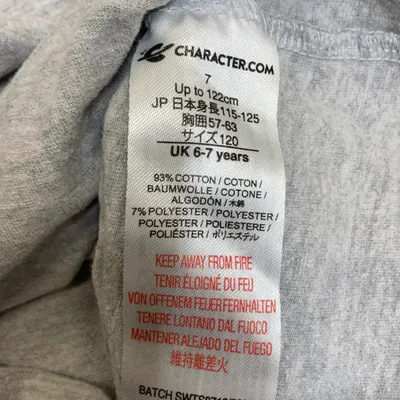 CHARACTER.COM
7
Up to 122cm
JP 日本身長115-125
胸囲57-63
サイズ120
UK 6-7 years
93% COTTON / COTON /
BAUMWOLLE / COTONE /
ALGODÓN / 木綿
7% POLYESTER / POLYESTER /
POLYESTER / POLIESTERE /
POLIÉSTER / ポリエステル
KEEP AWAY FROM FIRE
TENIR ÉLOIGNÉ DU FEU
VON OFFENEM FEUER FERNHALTEN
TENERE LONTANO DAL FUOCO
MANTENER ALEJADO DEL FUEGO
維持離差火
BATCH